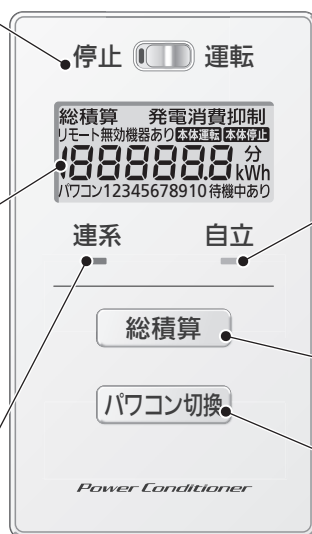 停止 運転
総積算 発電消費抑制
リモート無効機器あり 本体運転 本体停止
188888.8 分 kWh
パワコン12345678910待機中あり
連系 自立
総積算
パワコン切換
Power Conditioner